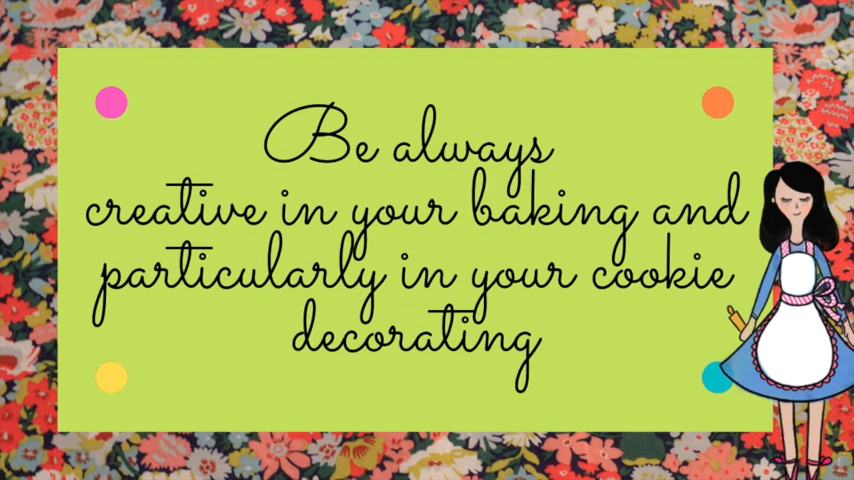 Be always
creative in your baking and
particularly in your cookie
decorating